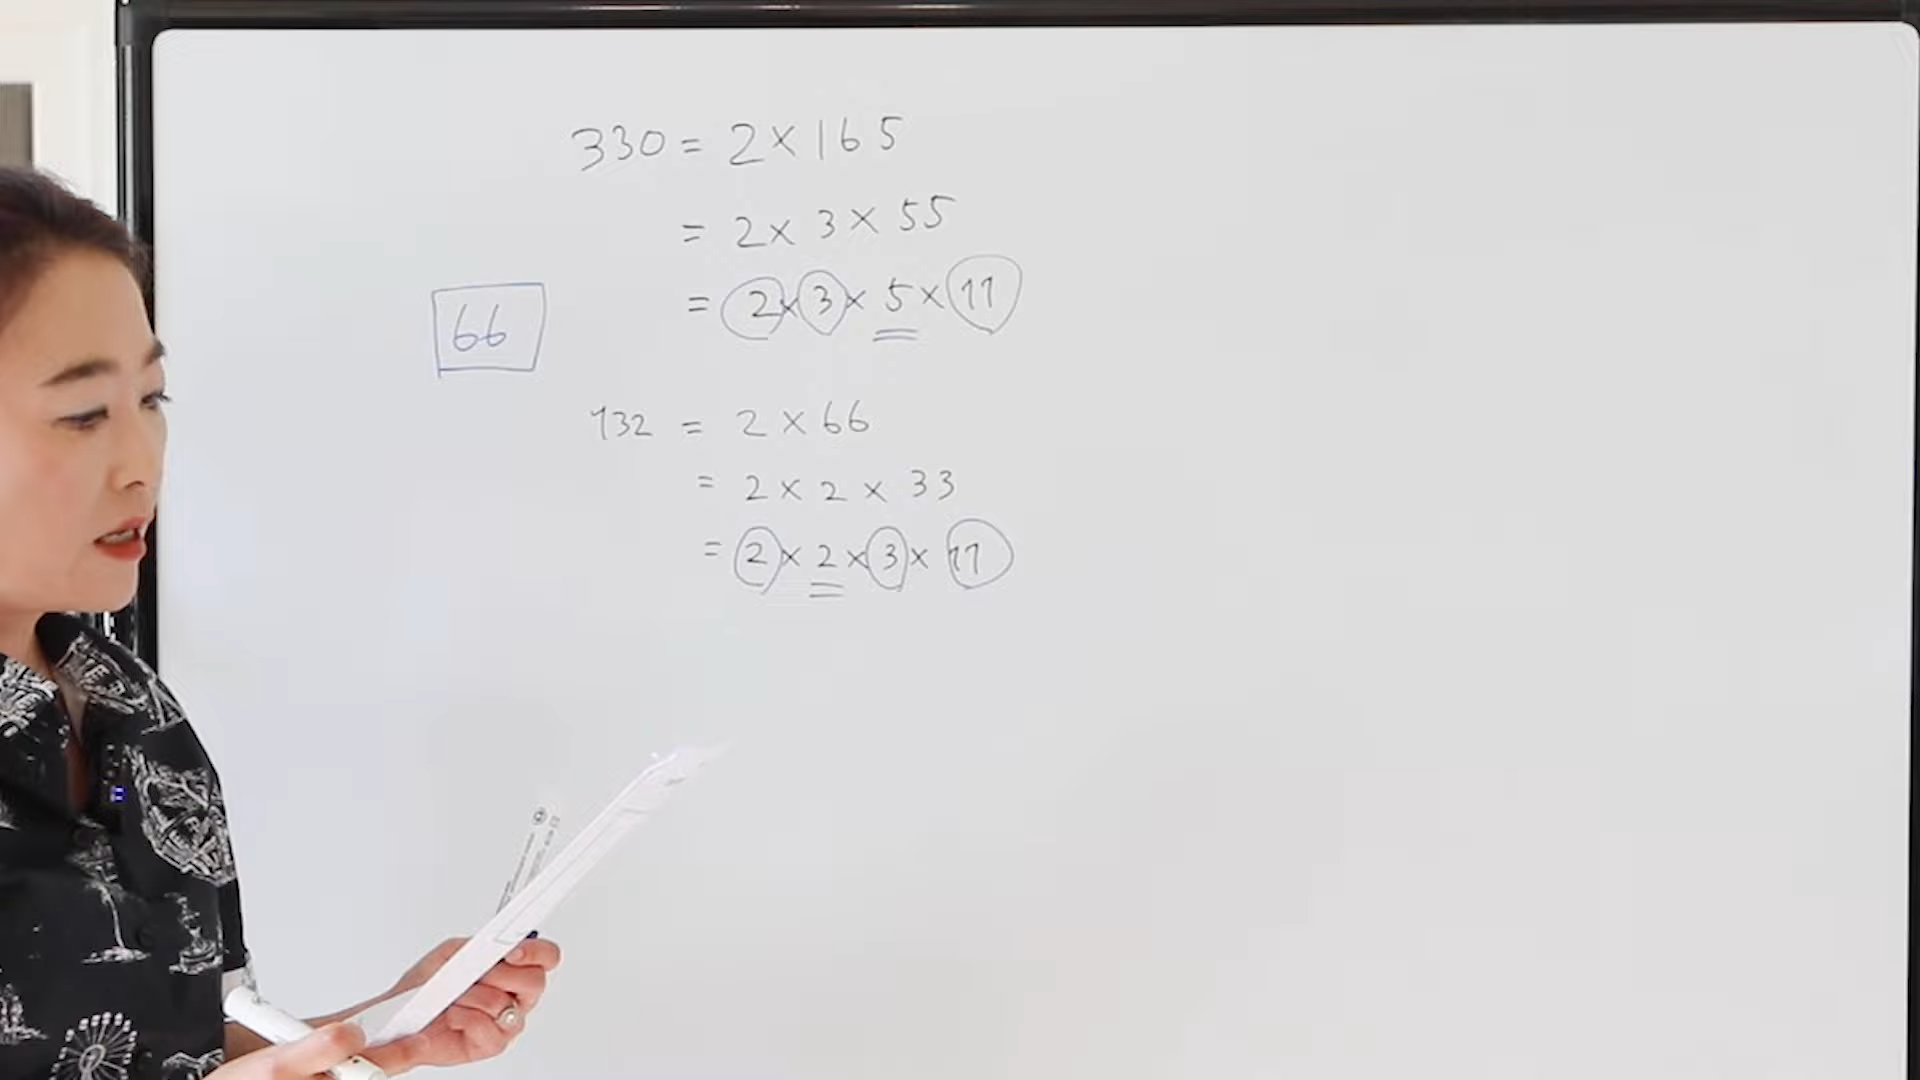 330 = 2 × 165
= 2 × 3 × 55
= 2 × 3 × 5 × 11
66
132 = 2 × 66
= 2 × 2 × 33
= 2 × 2 × 3 × 11